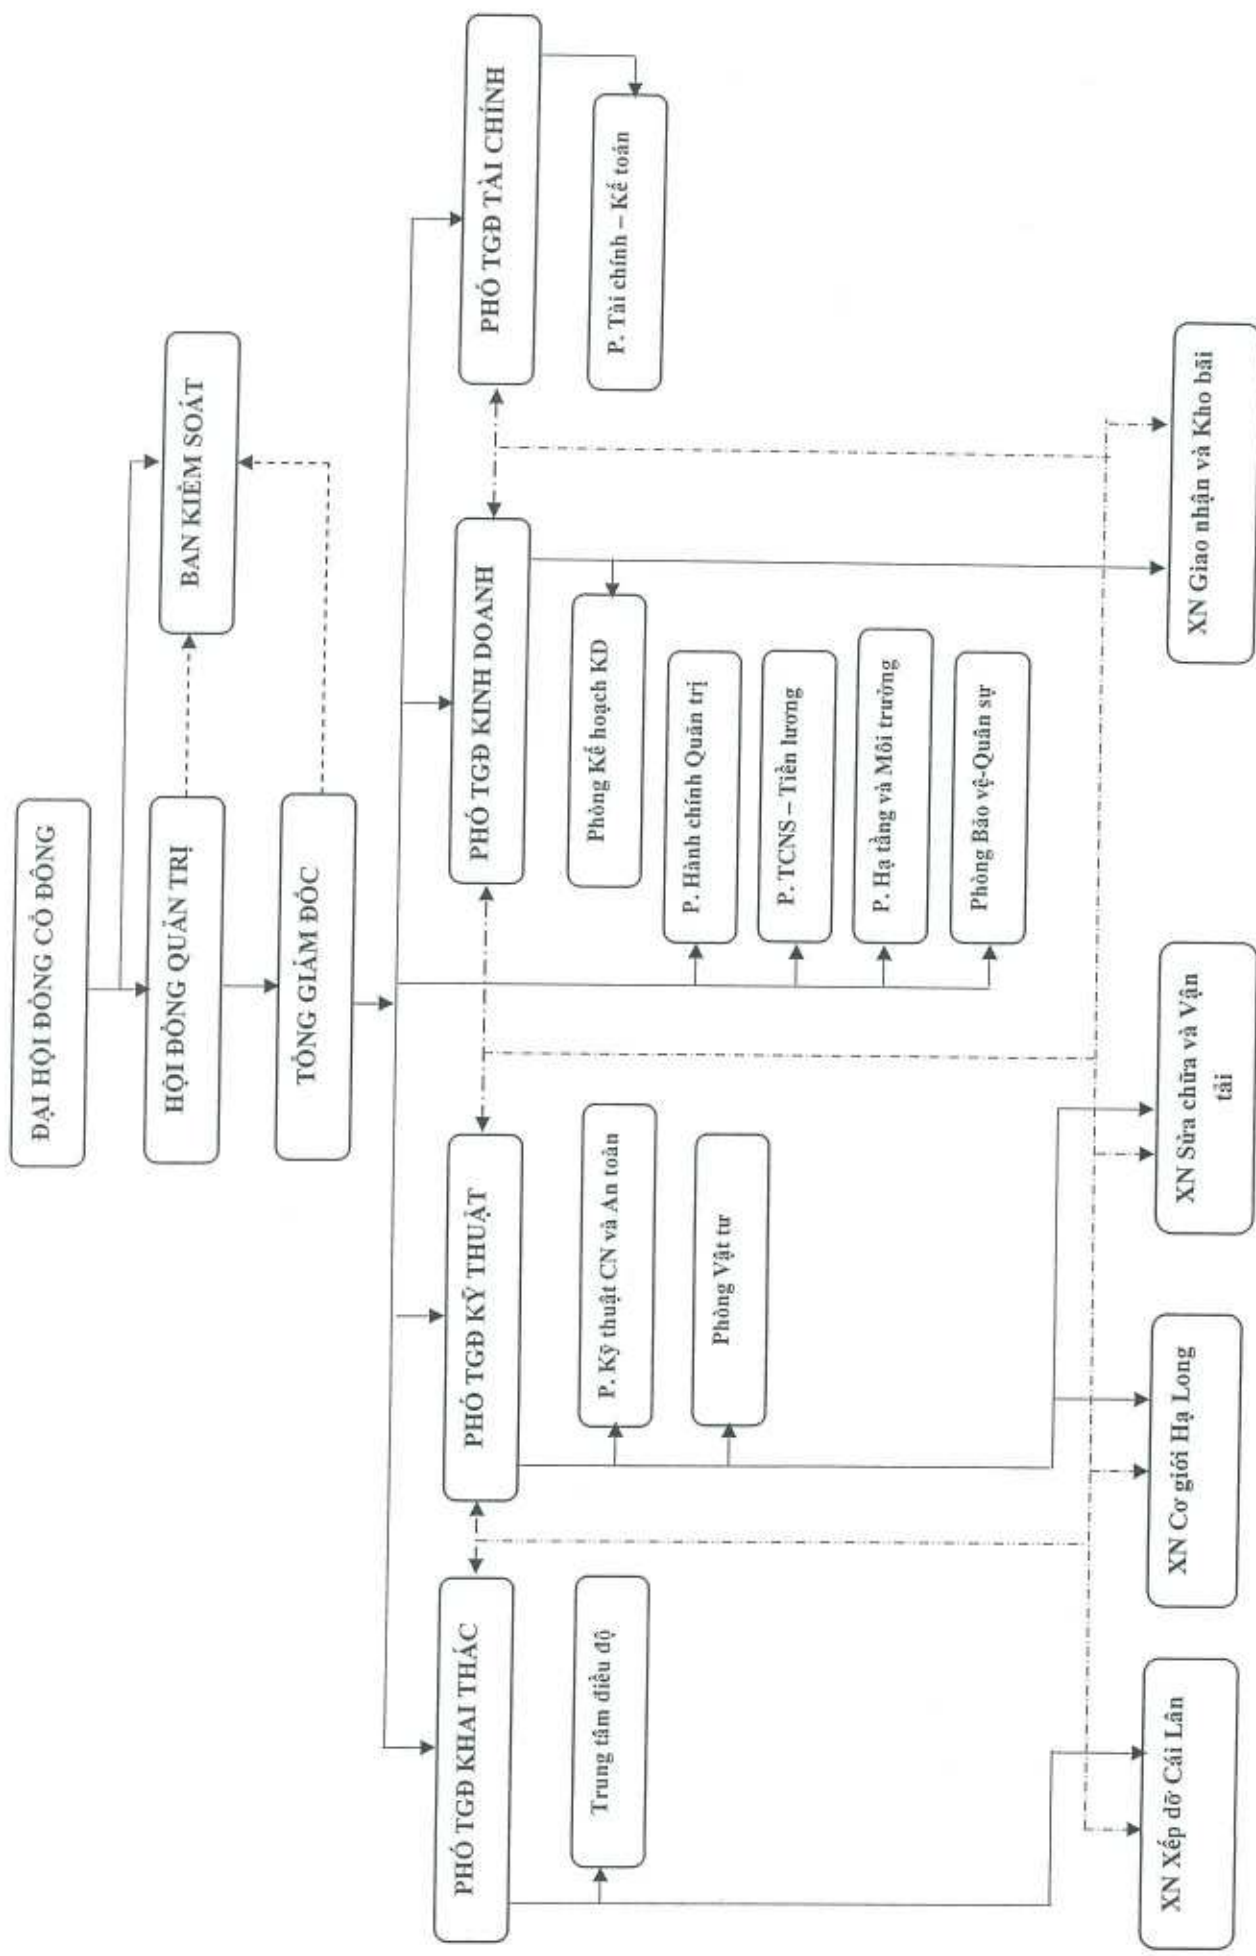 ĐẠI HỘI ĐỒNG CỔ ĐÔNG
HỘI ĐỒNG QUẢN TRỊ
BAN KIỂM SOÁT
TỔNG GIÁM ĐỐC
PHÓ TGĐ KHAI THÁC
PHÓ TGĐ KỸ THUẬT
PHÓ TGĐ KINH DOANH
PHÓ TGĐ TÀI CHÍNH
Trung tâm điều độ
P. Kỹ thuật CN và An toàn
Phòng Kế hoạch KD
P. Tài chính – Kế toán
Phòng Vật tư
P. Hành chính Quản trị
P. TCNS – Tiền lương
P. Hạ tầng và Môi trường
Phòng Bảo vệ-Quân sự
XN Xếp dỡ Cái Lân
XN Cơ giới Hạ Long
XN Sửa chữa và Vận
tải
XN Giao nhận và Kho bãi